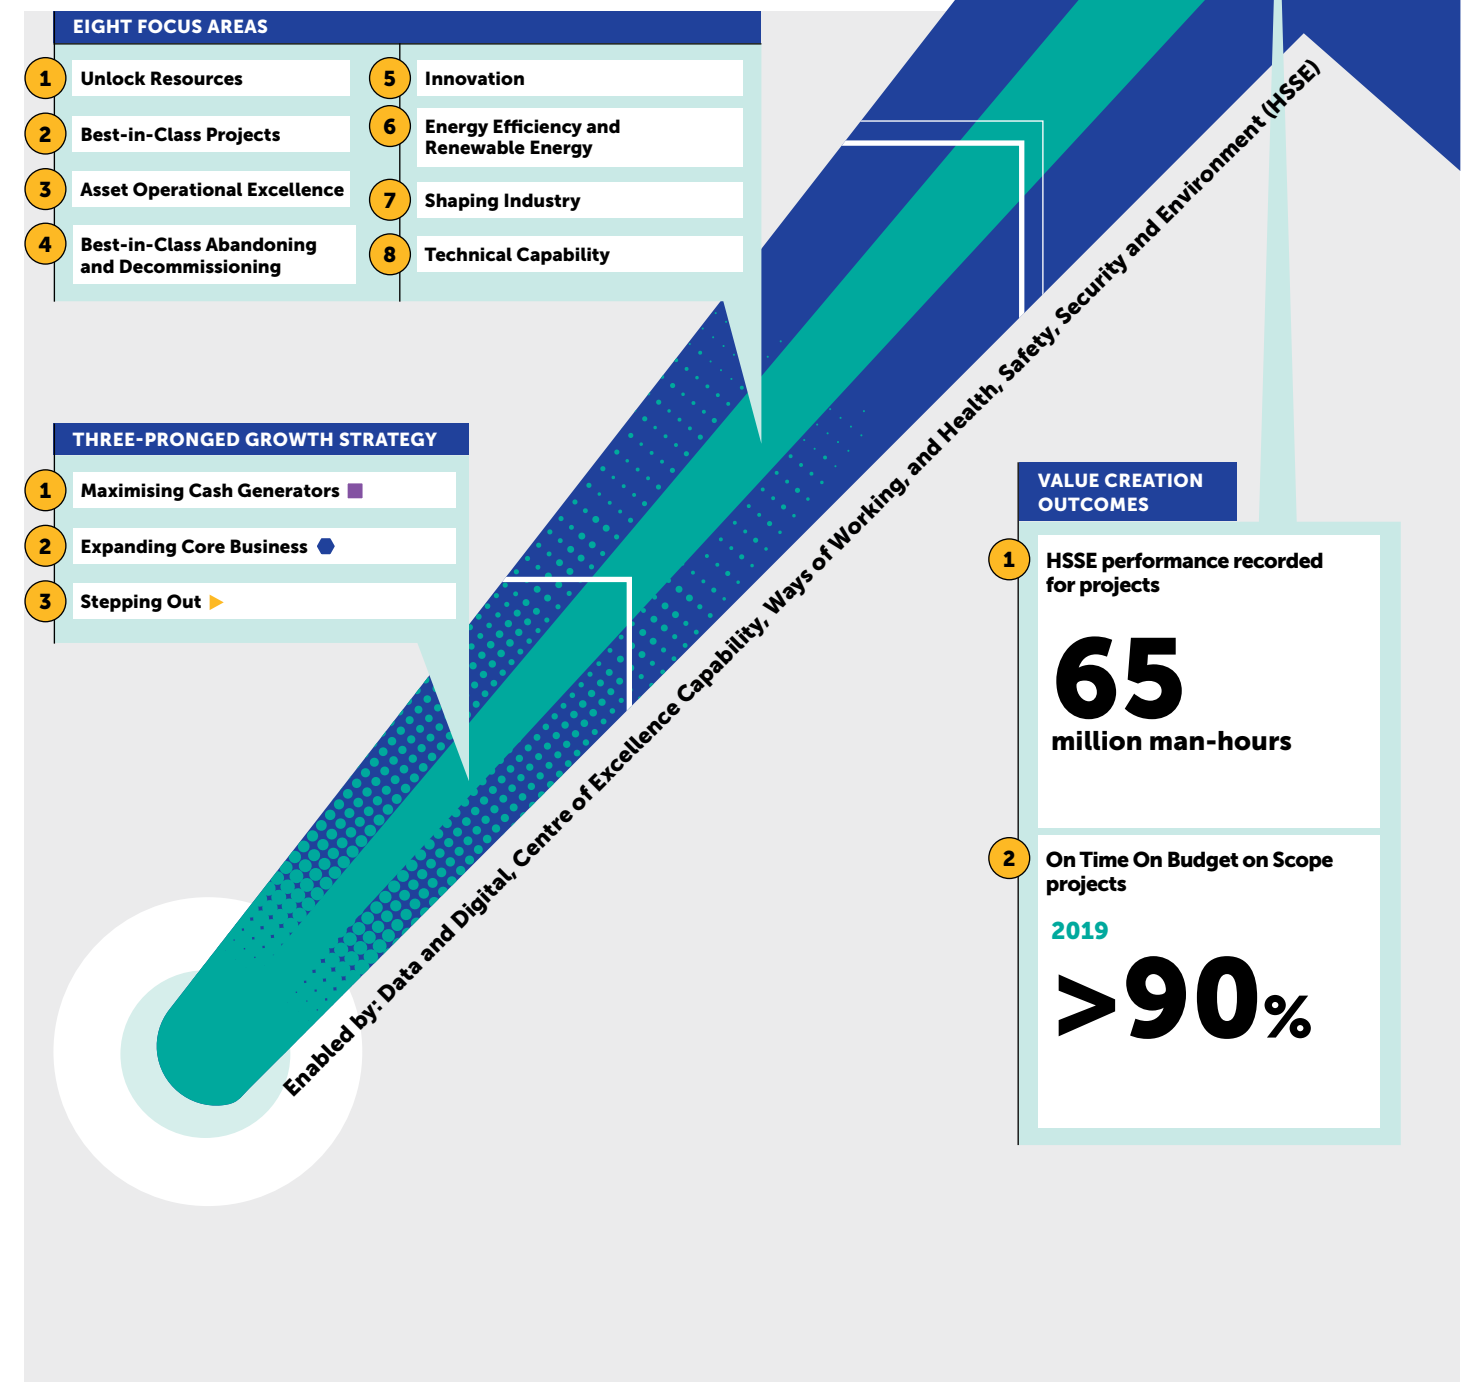 EIGHT FOCUS AREAS
1 Unlock Resources
2 Best-in-Class Projects
3 Asset Operational Excellence
4 Best-in-Class Abandoning
and Decommissioning
5 Innovation
6 Energy Efficiency and
Renewable Energy
7 Shaping Industry
8 Technical Capability
THREE-PRONGED GROWTH STRATEGY
1 Maximising Cash Generators
2 Expanding Core Business
3 Stepping Out
Enabled by: Data and Digital, Centre of Excellence Capability, Ways of Working, and Health, Safety, Security and Environment (HSSE)
VALUE CREATION
OUTCOMES
1 HSSE performance recorded
for projects
65
million man-hours
2 On Time On Budget on Scope
projects
2019
>90%